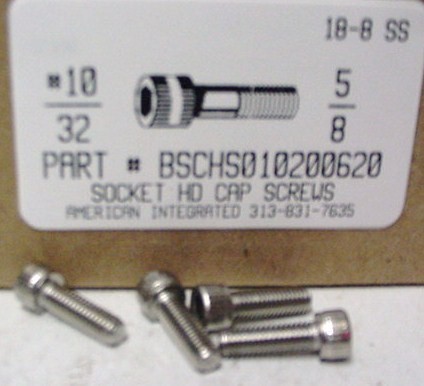 18-8 SS
#10
32
5
8
PART # BSCHS010200620
SOCKET HD CAP SCREWS
AMERICAN INTEGRATED 313-831-7635